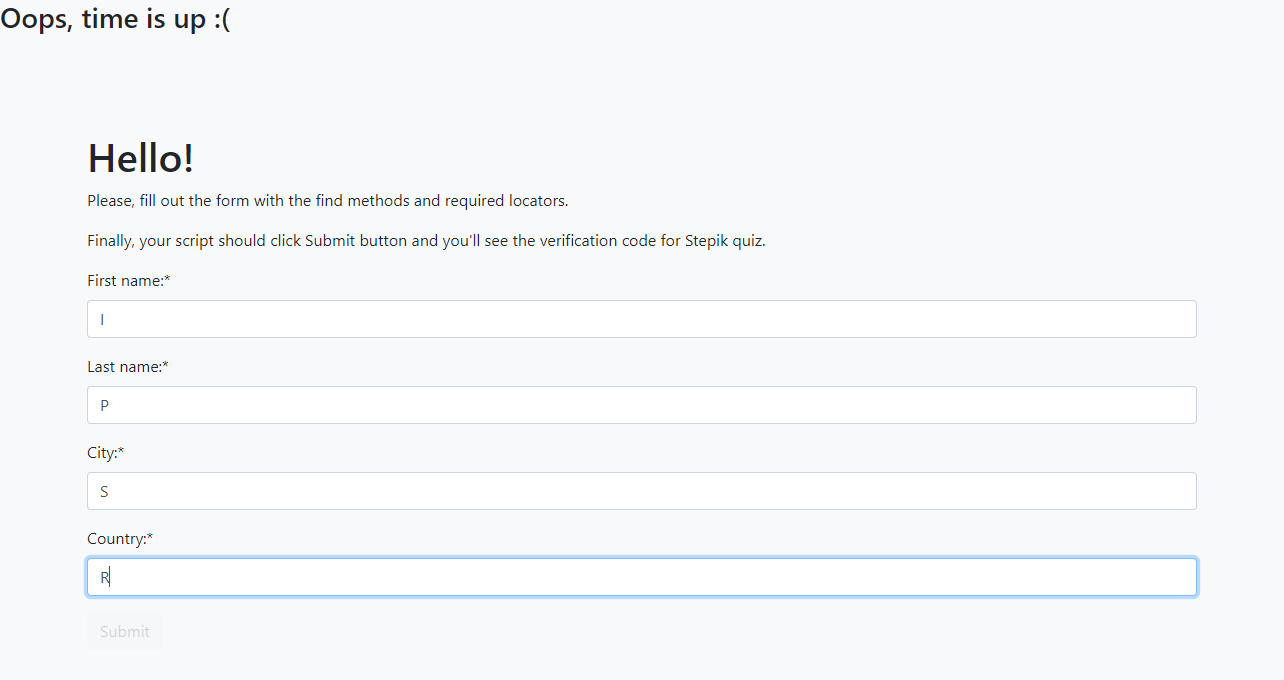 Oops, time is up :(
Hello!
Please, fill out the form with the find methods and required locators.
Finally, your script should click Submit button and you'll see the verification code for Stepik quiz.
First name:*
I
Last name:*
P
City:*
S
Country:*
R
Submit